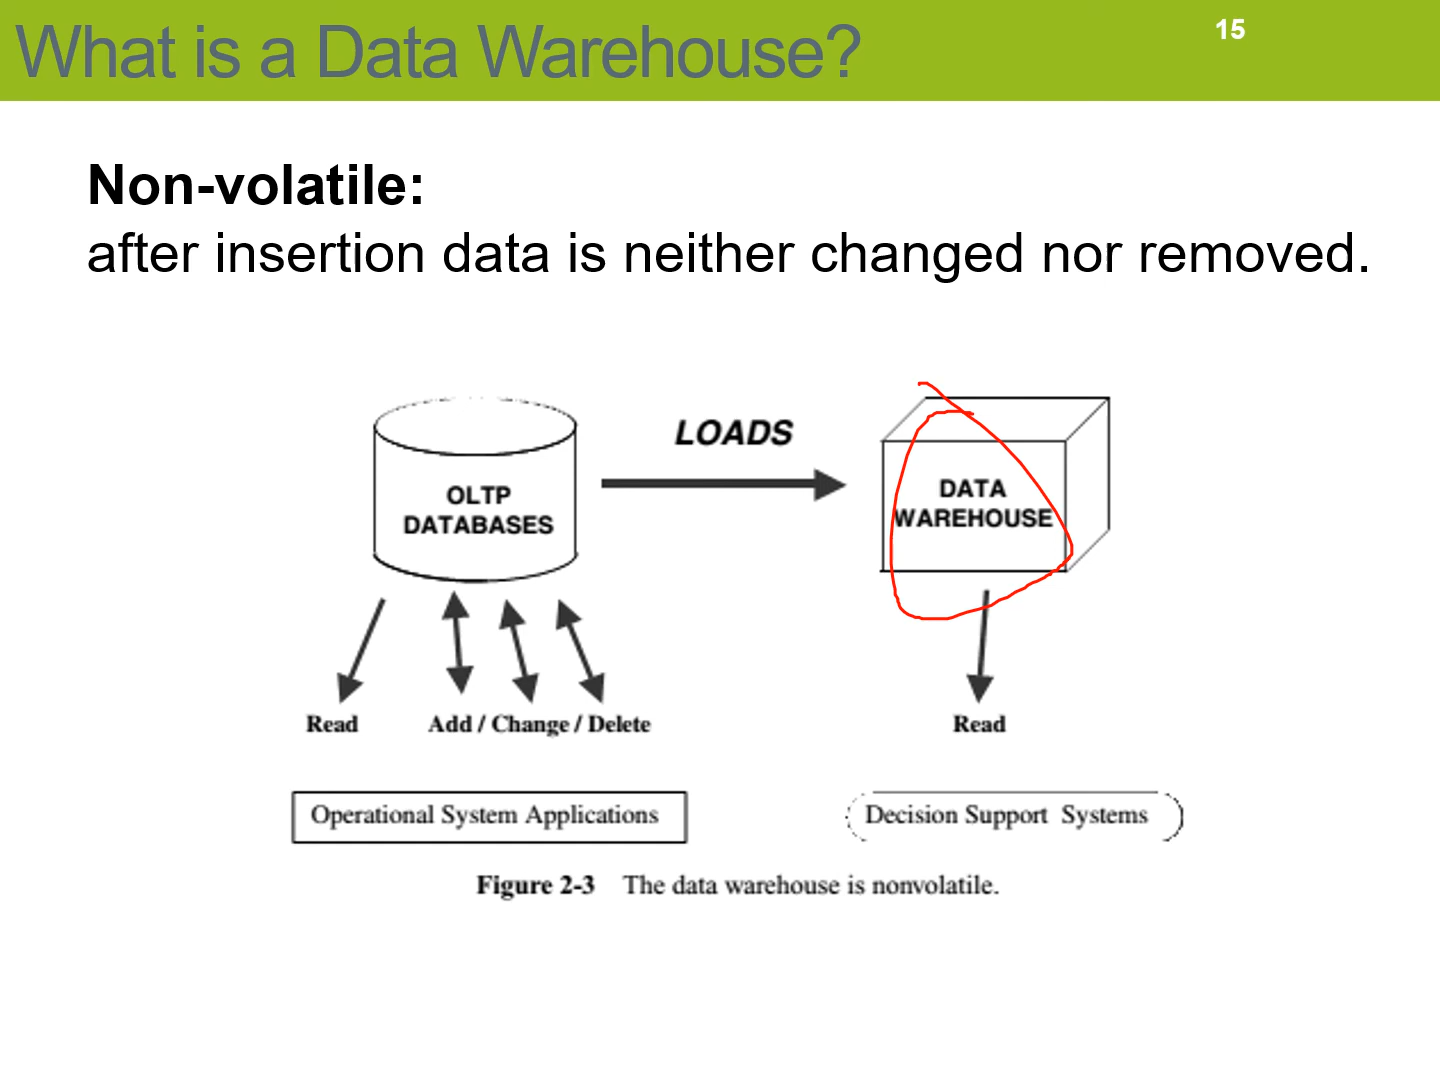 What is a Data Warehouse?
15
Non-volatile:
after insertion data is neither changed nor removed.
LOADS
OLTP
DATABASES
DATA
WAREHOUSE
Read
Add / Change / Delete
Read
Operational System Applications
Decision Support Systems
Figure 2-3 The data warehouse is nonvolatile.